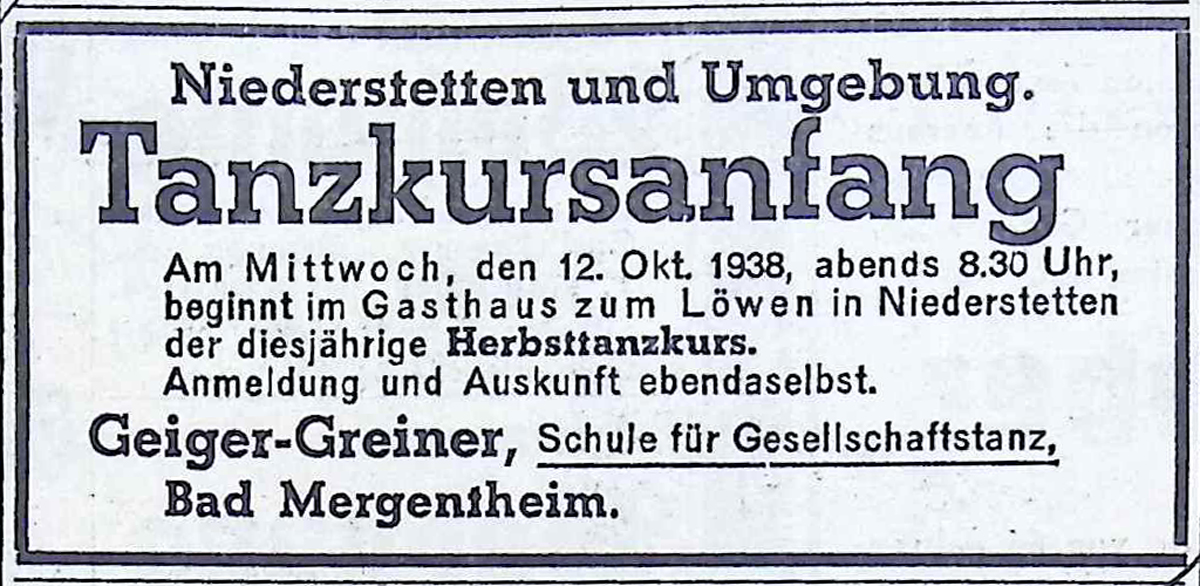 Niederstetten und Umgebung.
Tanzkursanfang
Am Mittwoch, den 12. Okt. 1938, abends 8.30 Uhr,
beginnt im Gasthaus zum Löwen in Niederstetten
der diesjährige Herbsttanzkurs.
Anmeldung und Auskunft ebendaselbst.
Geiger-Greiner, Schule für Gesellschaftstanz,
Bad Mergentheim.